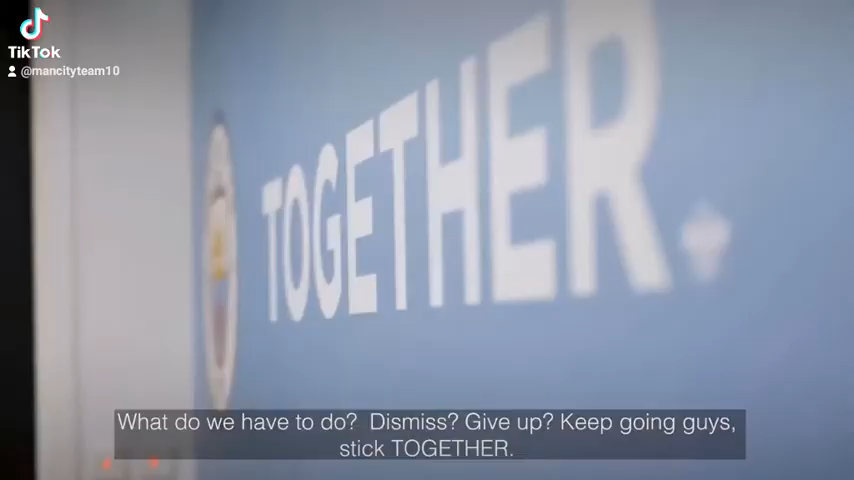 TikTok
@mancityteam10
TOGETHER.
What do we have to do?  Dismiss? Give up? Keep going guys,
stick TOGETHER.